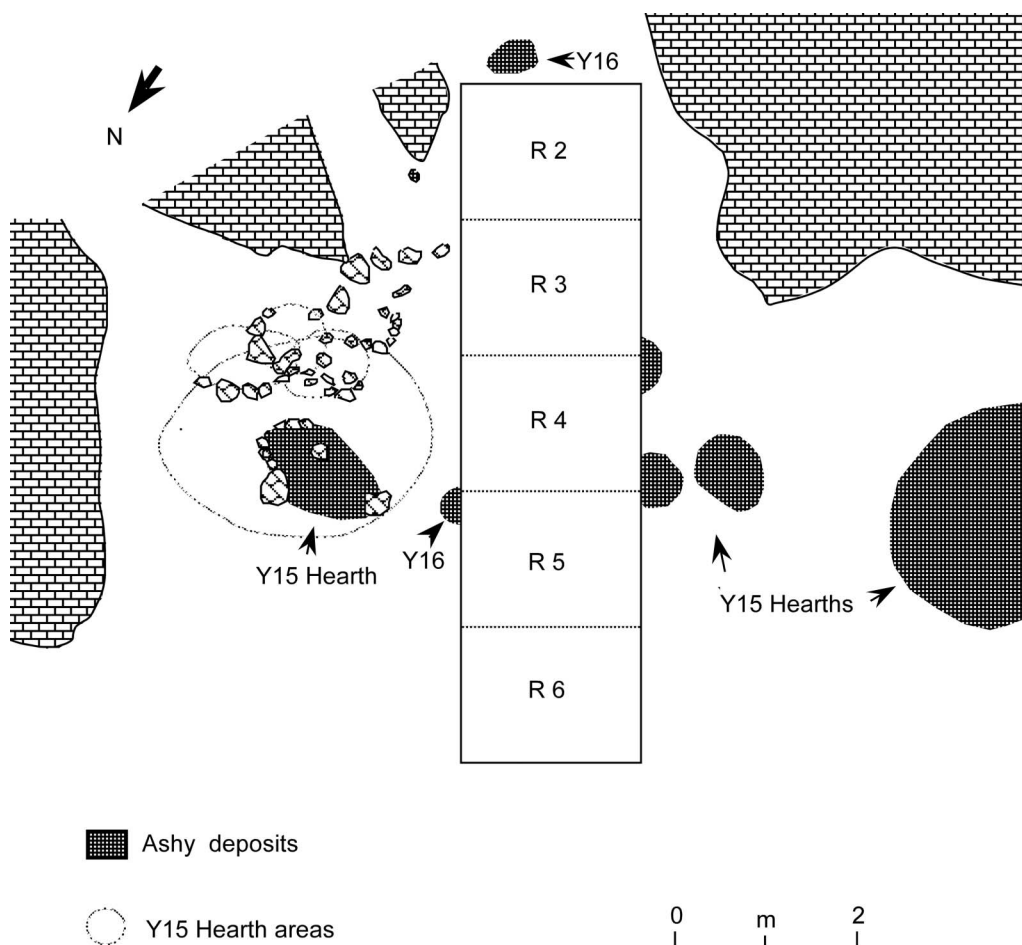 Y16
N
R 2
R 3
R 4
Y15 Hearth
Y16
R 5
Y15 Hearths
R 6
Ashy deposits
Y15 Hearth areas
0 m 2